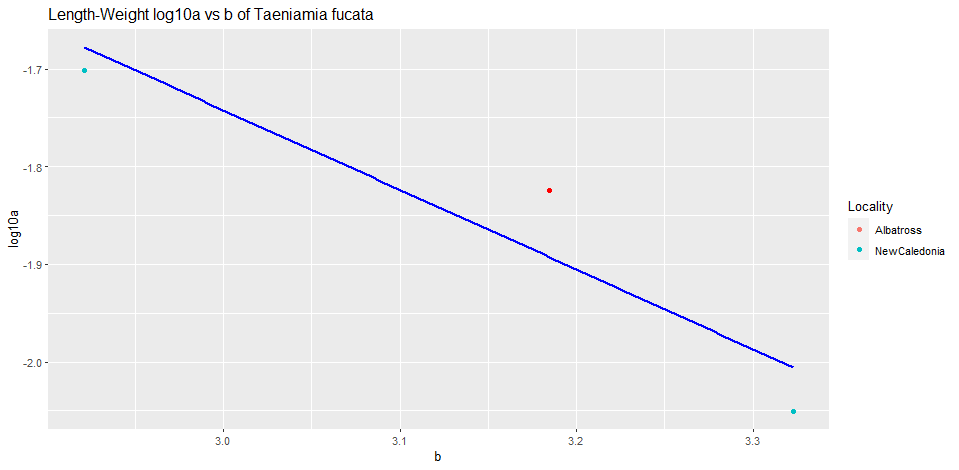 Length-Weight log10a vs b of Taeniamia fucata
-1.7
-1.8
-1.9
-2.0
log10a
3.0 3.1 3.2 3.3
b
Locality
Albatross
NewCaledonia